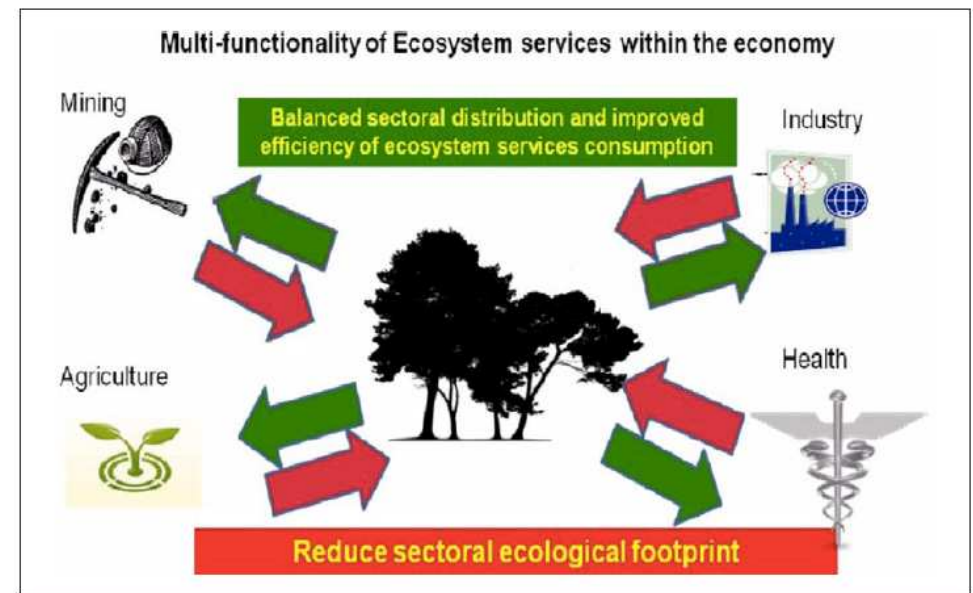 Multi-functionality of Ecosystem services within the economy
Mining
Balanced sectoral distribution and improved
efficiency of ecosystem services consumption
Industry
Agriculture
Health
Reduce sectoral ecological footprint